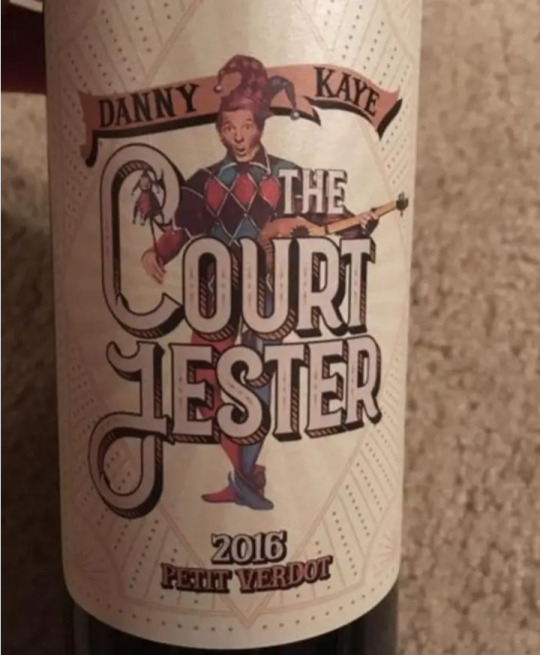 DANNY KAYE
THE
COURT
JESTER
2016
PETIT VERDOT